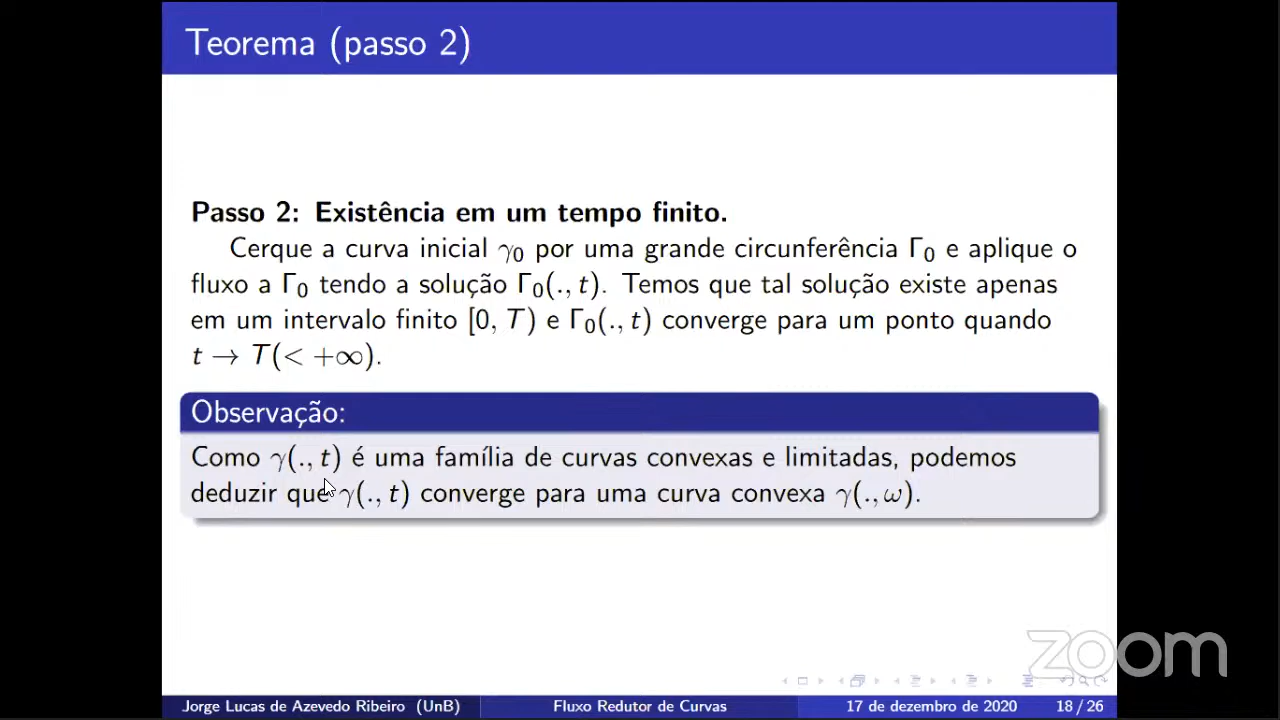 Teorema (passo 2)
Passo 2: Existência em um tempo finito.
Cerque a curva inicial γ₀ por uma grande circunferência Γ₀ e aplique o
fluxo a Γ₀ tendo a solução Γ₀(., t). Temos que tal solução existe apenas
em um intervalo finito [0, T) e Γ₀(., t) converge para um ponto quando
t → T(< +∞).
Observação:
Como γ(., t) é uma família de curvas convexas e limitadas, podemos
deduzir que γ(., t) converge para uma curva convexa γ(., ω).
zoom
Jorge Lucas de Azevedo Ribeiro (UnB) Fluxo Redutor de Curvas 17 de dezembro de 2020 18 / 26